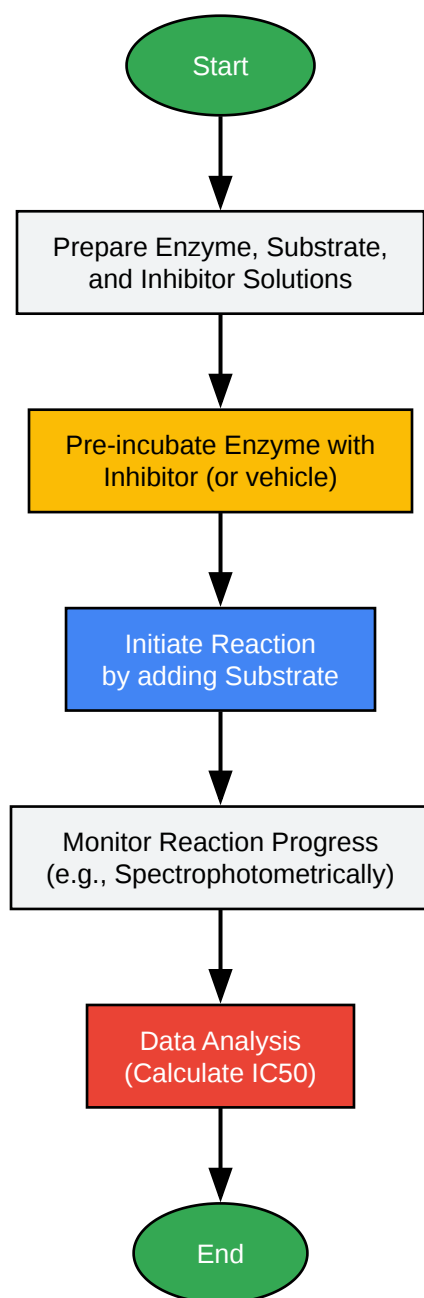 Start
Prepare Enzyme, Substrate,
and Inhibitor Solutions
Pre-incubate Enzyme with
Inhibitor (or vehicle)
Initiate Reaction
by adding Substrate
Monitor Reaction Progress
(e.g., Spectrophotometrically)
Data Analysis
(Calculate IC50)
End